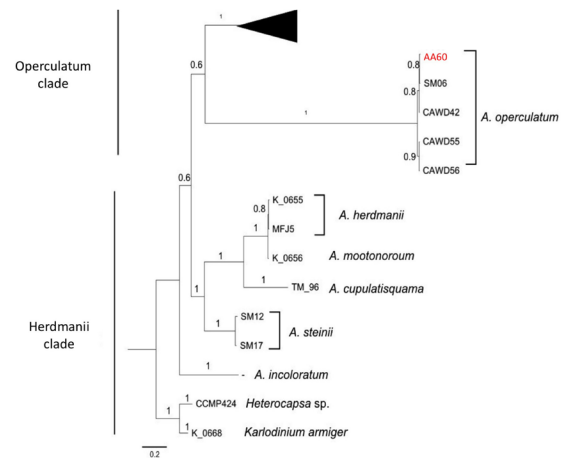 1
Operculatum
clade
0.6
0.8
AA60
0.8
SM06
CAWD42
1
A. operculatum
CAWD55
0.9
CAWD56
0.6
K_0655
0.8
A. herdmanii
1
MFJ5
1
K_0656
A. mootonoroum
1
TM_96
A. cupulatisquama
1
SM12
1
A. steinii
Herdmanii
clade
SM17
1
-
A. incoloratum
1
CCMP424
Heterocapsa sp.
1
1
K_0668
Karlodinium armiger
0.2